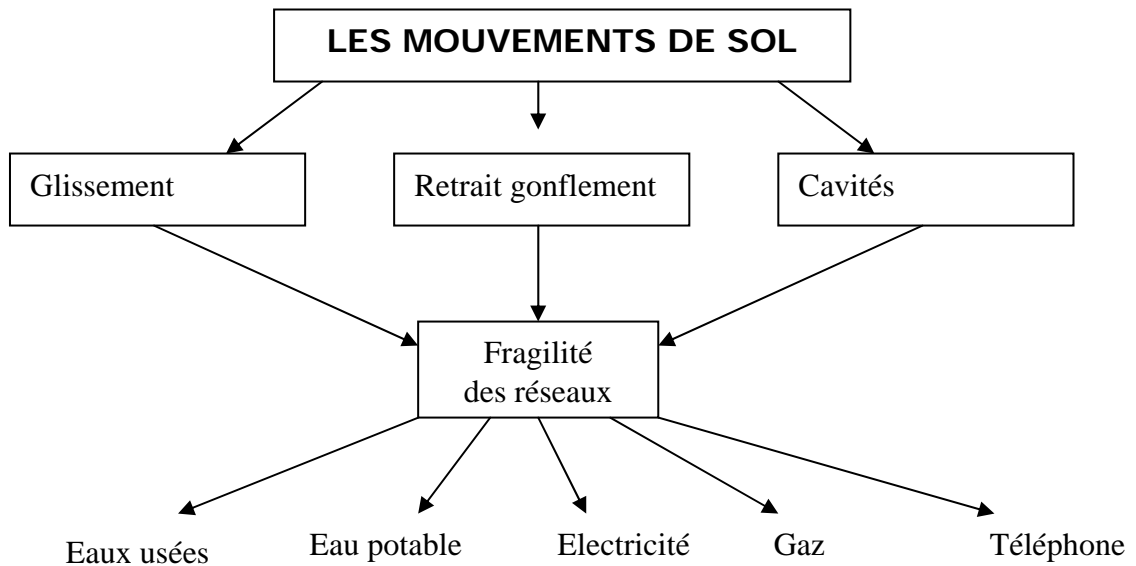 LES MOUVEMENTS DE SOL
Glissement
Retrait gonflement
Cavités
Fragilité
des réseaux
Eaux usées
Eau potable
Electricité
Gaz
Téléphone